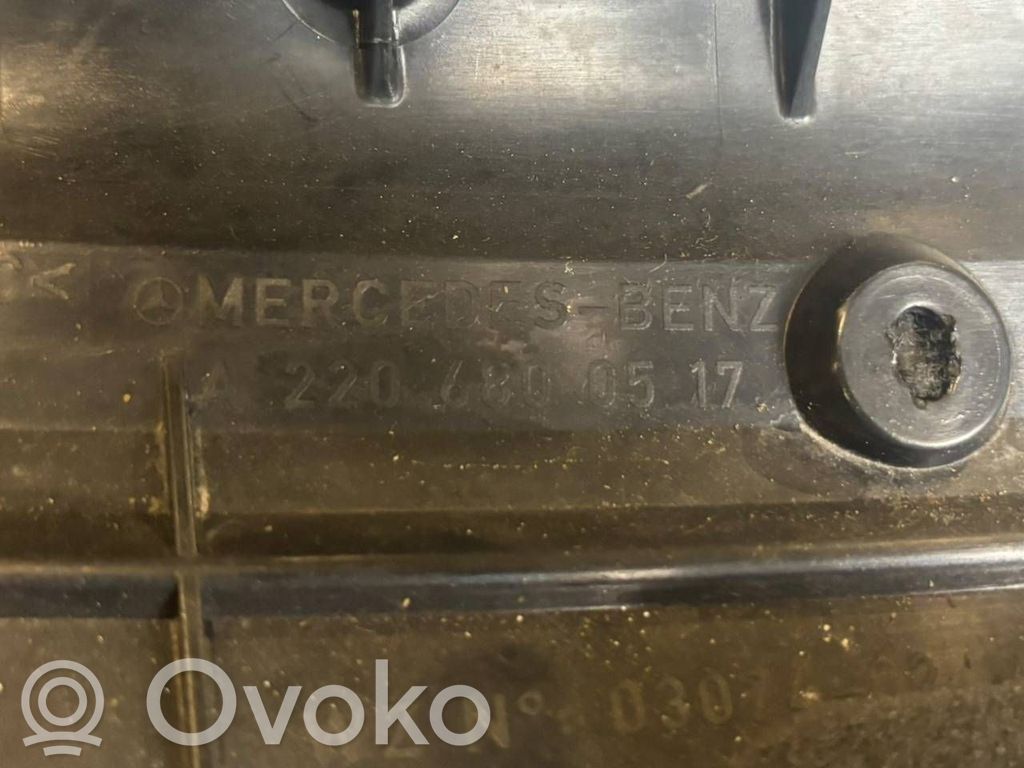 MERCEDES-BENZ
A 220 680 05 17
N° 0307
Ovoko